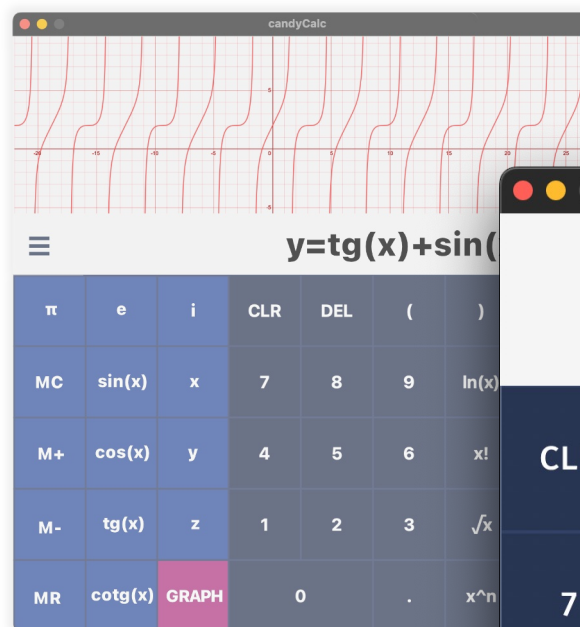 candyCalc
5
-20 -15 -10 -5 0 5 10 15 20 25
-5
y=tg(x)+sin(
π e i CLR DEL ( )
MC sin(x) x 7 8 9 ln(x)
M+ cos(x) y 4 5 6 x!
CL
M- tg(x) z 1 2 3 √x
MR cotg(x) GRAPH 0 . x^n
7